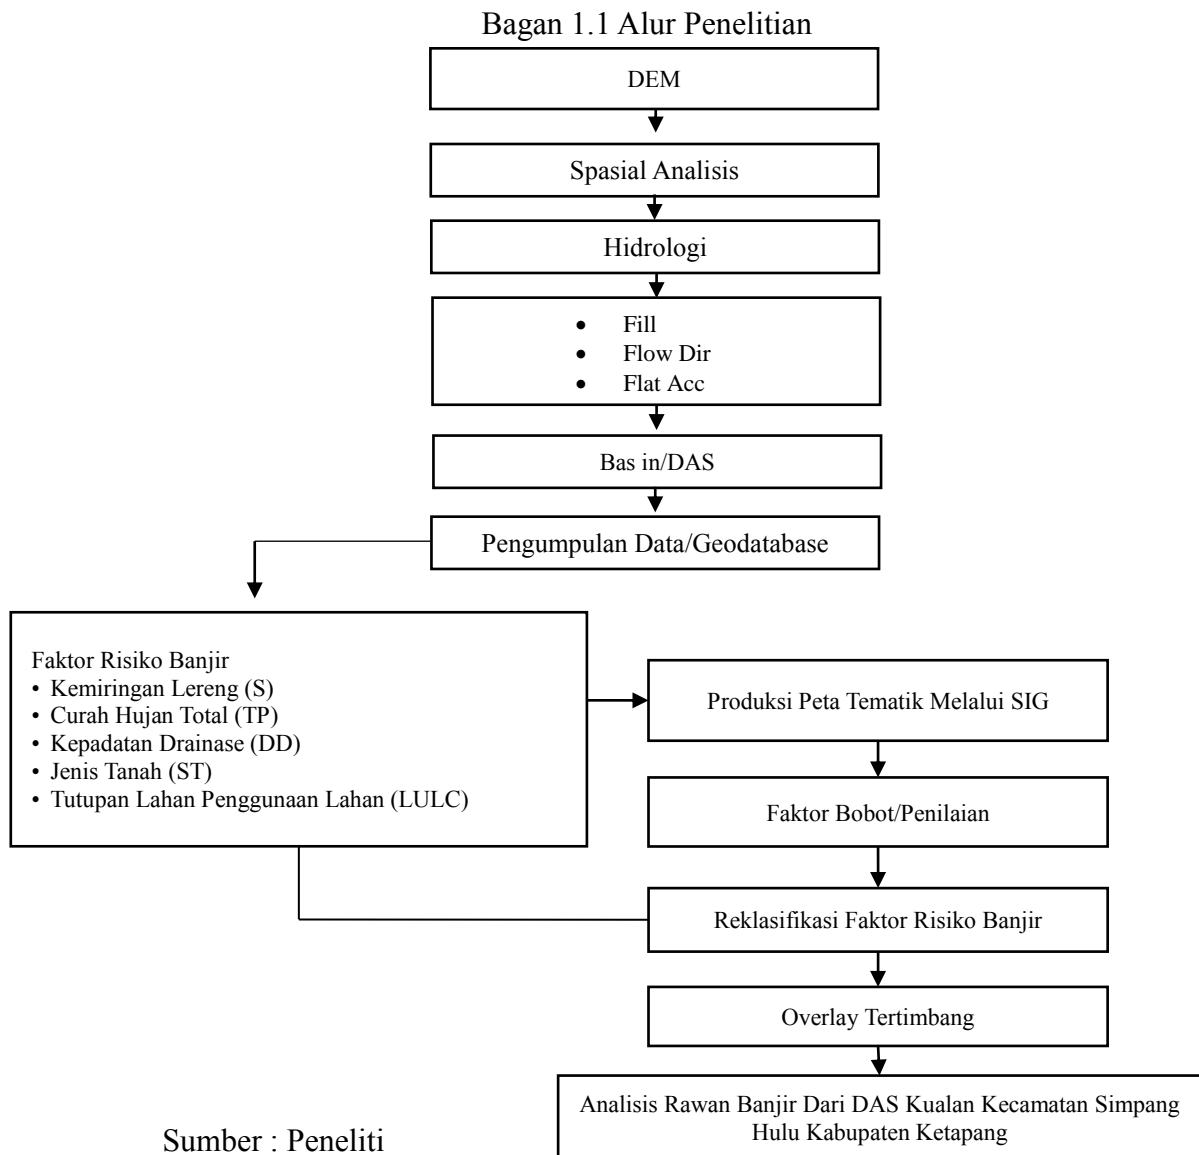 Bagan 1.1 Alur Penelitian
DEM
Spasial Analisis
Hidrologi
• Fill
• Flow Dir
• Flat Acc
Bas in/DAS
Pengumpulan Data/Geodatabase
Faktor Risiko Banjir
• Kemiringan Lereng (S)
• Curah Hujan Total (TP)
• Kepadatan Drainase (DD)
• Jenis Tanah (ST)
• Tutupan Lahan Penggunaan Lahan (LULC)
Produksi Peta Tematik Melalui SIG
Faktor Bobot/Penilaian
Reklasifikasi Faktor Risiko Banjir
Overlay Tertimbang
Analisis Rawan Banjir Dari DAS Kualan Kecamatan Simpang
Hulu Kabupaten Ketapang
Sumber : Peneliti